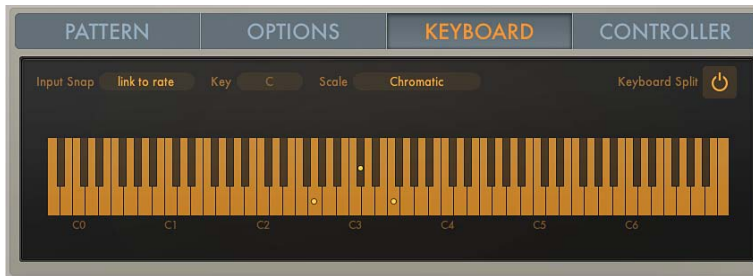 PATTERN OPTIONS KEYBOARD CONTROLLER
Input Snap link to rate Key C Scale Chromatic Keyboard Split
C0 C1 C2 C3 C4 C5 C6